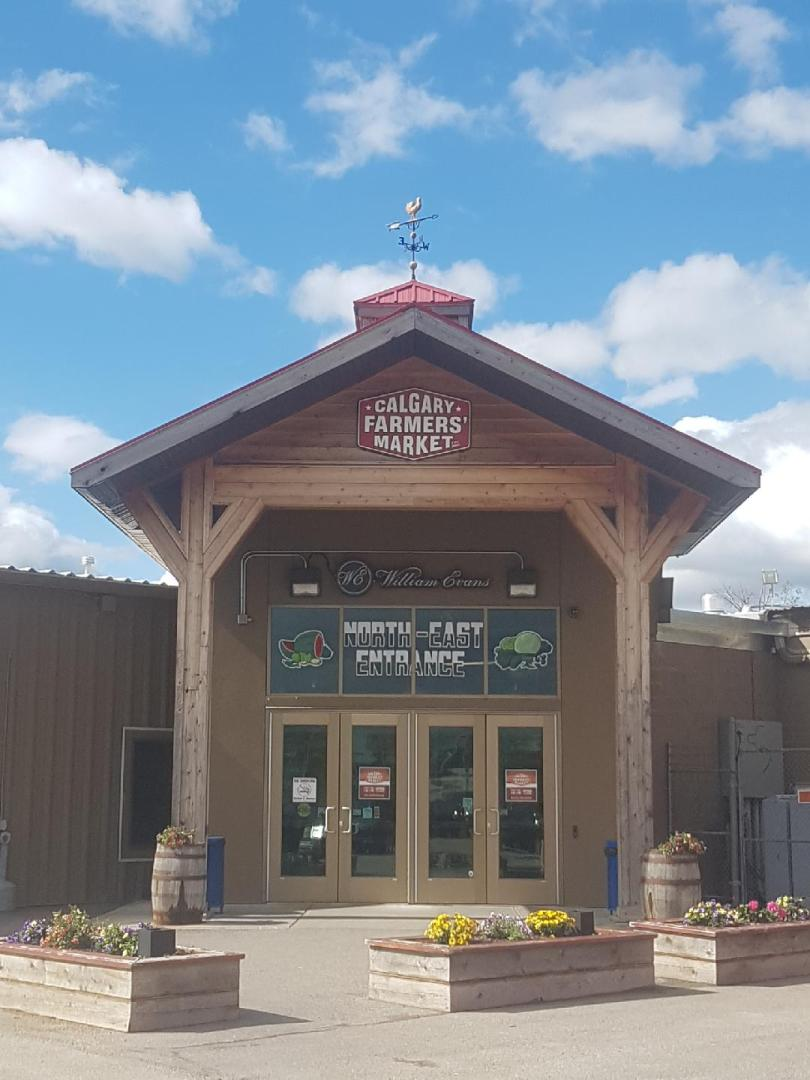 CALGARY
FARMERS'
MARKET
WE William Evans
NORTH-EAST
ENTRANCE